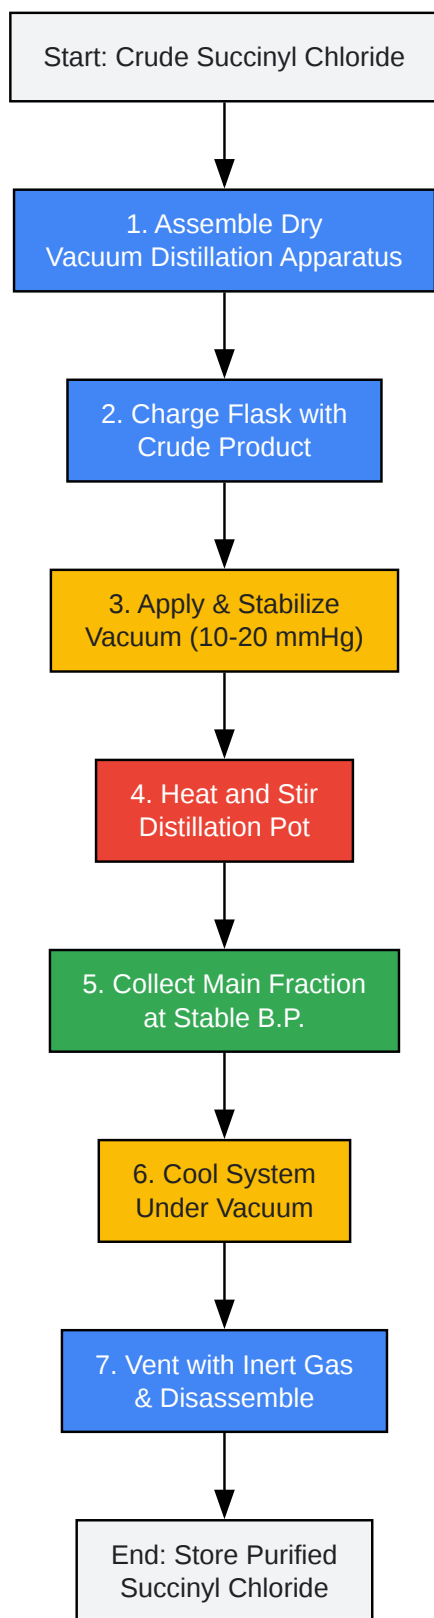 Start: Crude Succinyl Chloride
1. Assemble Dry
Vacuum Distillation Apparatus
2. Charge Flask with
Crude Product
3. Apply & Stabilize
Vacuum (10-20 mmHg)
4. Heat and Stir
Distillation Pot
5. Collect Main Fraction
at Stable B.P.
6. Cool System
Under Vacuum
7. Vent with Inert Gas
& Disassemble
End: Store Purified
Succinyl Chloride